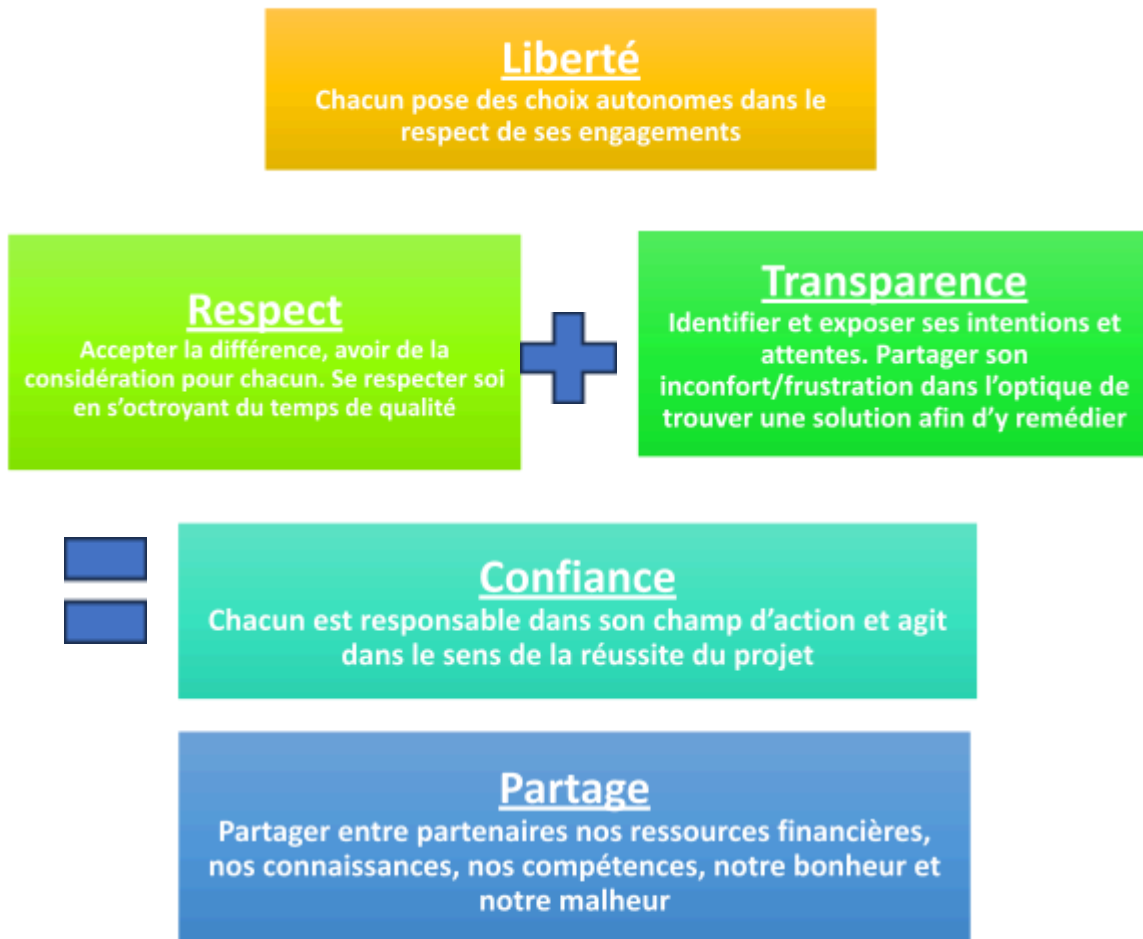 Liberté
Chacun pose des choix autonomes dans le
respect de ses engagements
Respect
Accepter la différence, avoir de la
considération pour chacun. Se respecter soi
en s’octroyant du temps de qualité
Transparence
Identifier et exposer ses intentions et
attentes. Partager son
inconfort/frustration dans l’optique de
trouver une solution afin d’y remédier
Confiance
Chacun est responsable dans son champ d’action et agit
dans le sens de la réussite du projet
Partage
Partager entre partenaires nos ressources financières,
nos connaissances, nos compétences, notre bonheur et
notre malheur